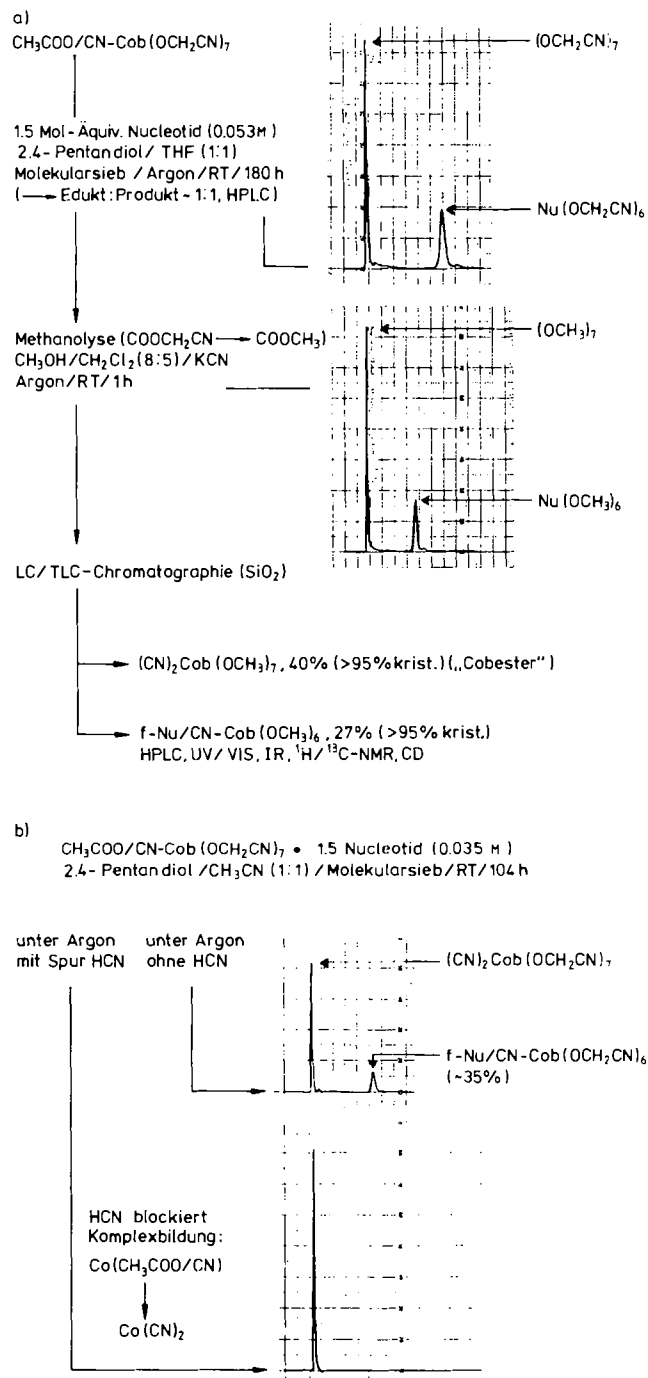 a)
CH₃COO/CN-Cob(OCH₂CN)₇
(OCH₂CN)₇
1.5 Mol-Äquiv. Nucleotid (0.053M)
2.4-Pentandiol/THF (1:1)
Molekularsieb/Argon/RT/180h
(→ Edukt:Produkt ~ 1:1, HPLC)
Nu(OCH₂CN)₆
Methanolyse (COOCH₂CN → COOCH₃)
CH₃OH/CH₂Cl₂(8:5)/KCN
Argon/RT/1h
(OCH₃)₇
Nu(OCH₃)₆
LC/TLC-Chromatographie (SiO₂)
(CN)₂Cob(OCH₃)₇, 40% (>95% krist.) („Cobester“)
f-Nu/CN-Cob(OCH₃)₆, 27% (>95% krist.)
HPLC, UV/VIS, IR, ¹H/¹³C-NMR, CD
b)
CH₃COO/CN-Cob(OCH₂CN)₇ • 1.5 Nucleotid (0.035 M)
2.4-Pentandiol/CH₃CN (1:1)/Molekularsieb/RT/104h
unter Argon mit Spur HCN
unter Argon ohne HCN
(CN)₂Cob(OCH₂CN)₇
f-Nu/CN-Cob(OCH₂CN)₆
(~35%)
HCN blockiert
Komplexbildung:
Co(CH₃COO/CN)
Co(CN)₂